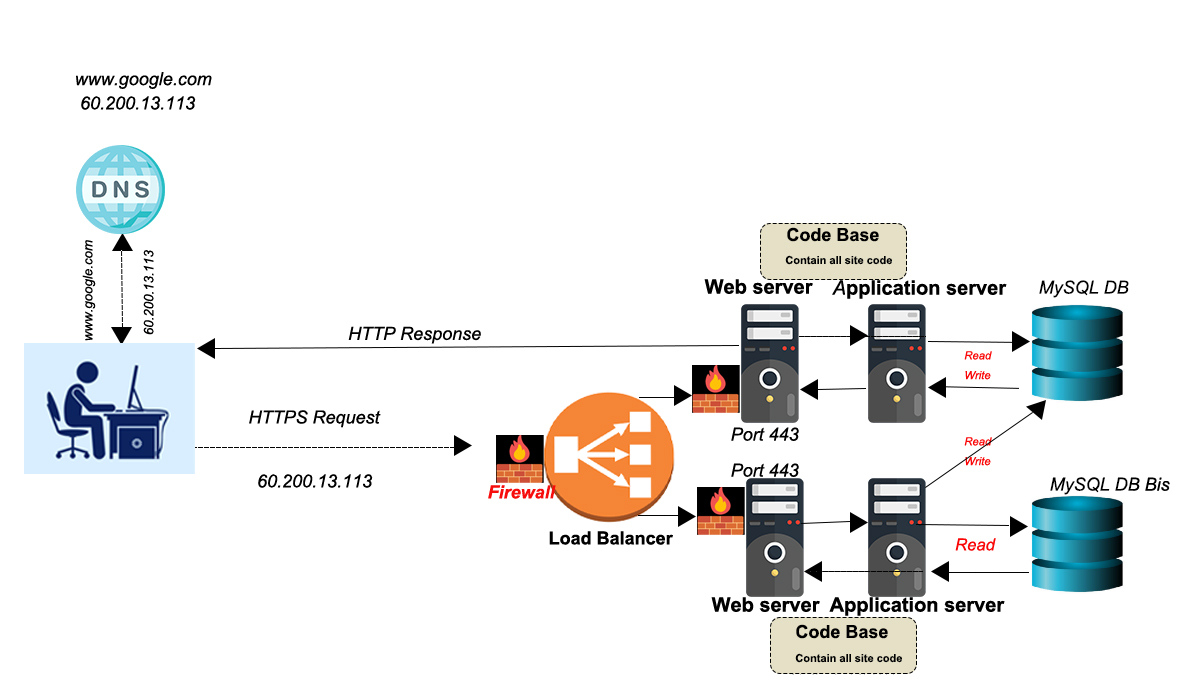 www.google.com
60.200.13.113
DNS
www.google.com
60.200.13.113
Code Base
Contain all site code
Web server
Application server
MySQL DB
HTTP Response
Read
Write
HTTPS Request
Port 443
Read
Write
60.200.13.113
Firewall
Port 443
MySQL DB Bis
Load Balancer
Read
Web server
Application server
Code Base
Contain all site code